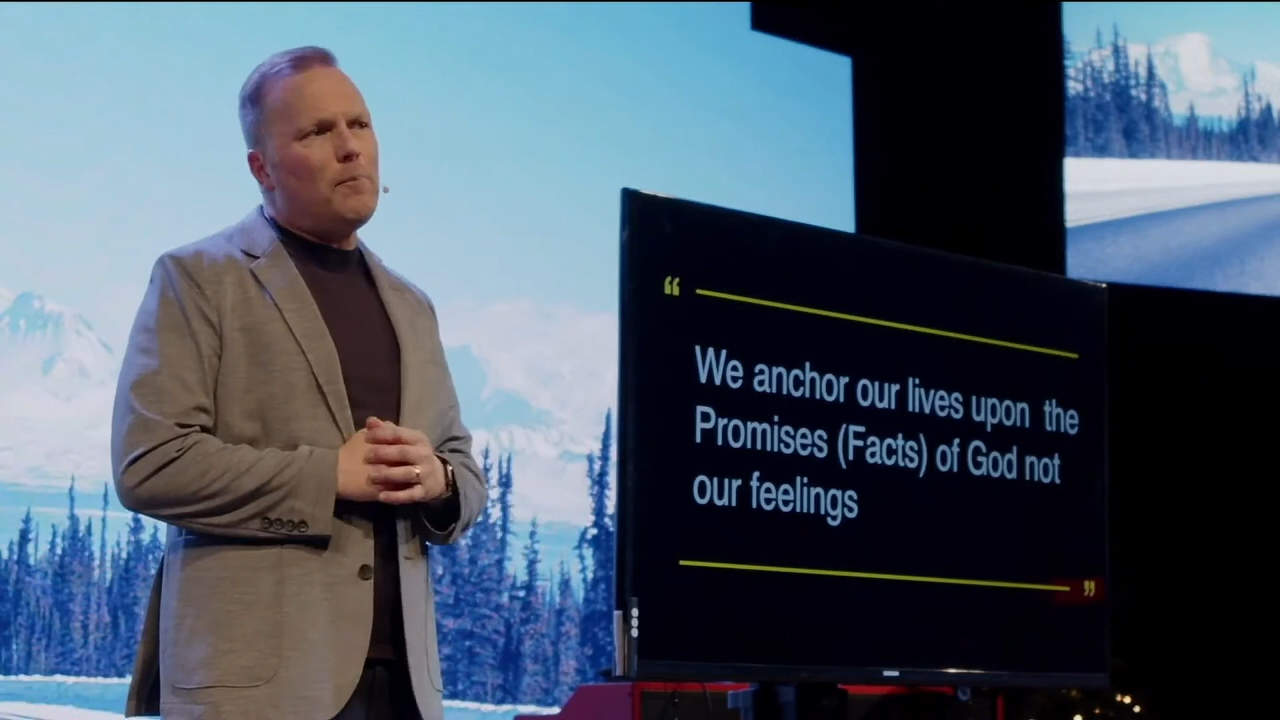 “
We anchor our lives upon the
Promises (Facts) of God not
our feelings
”